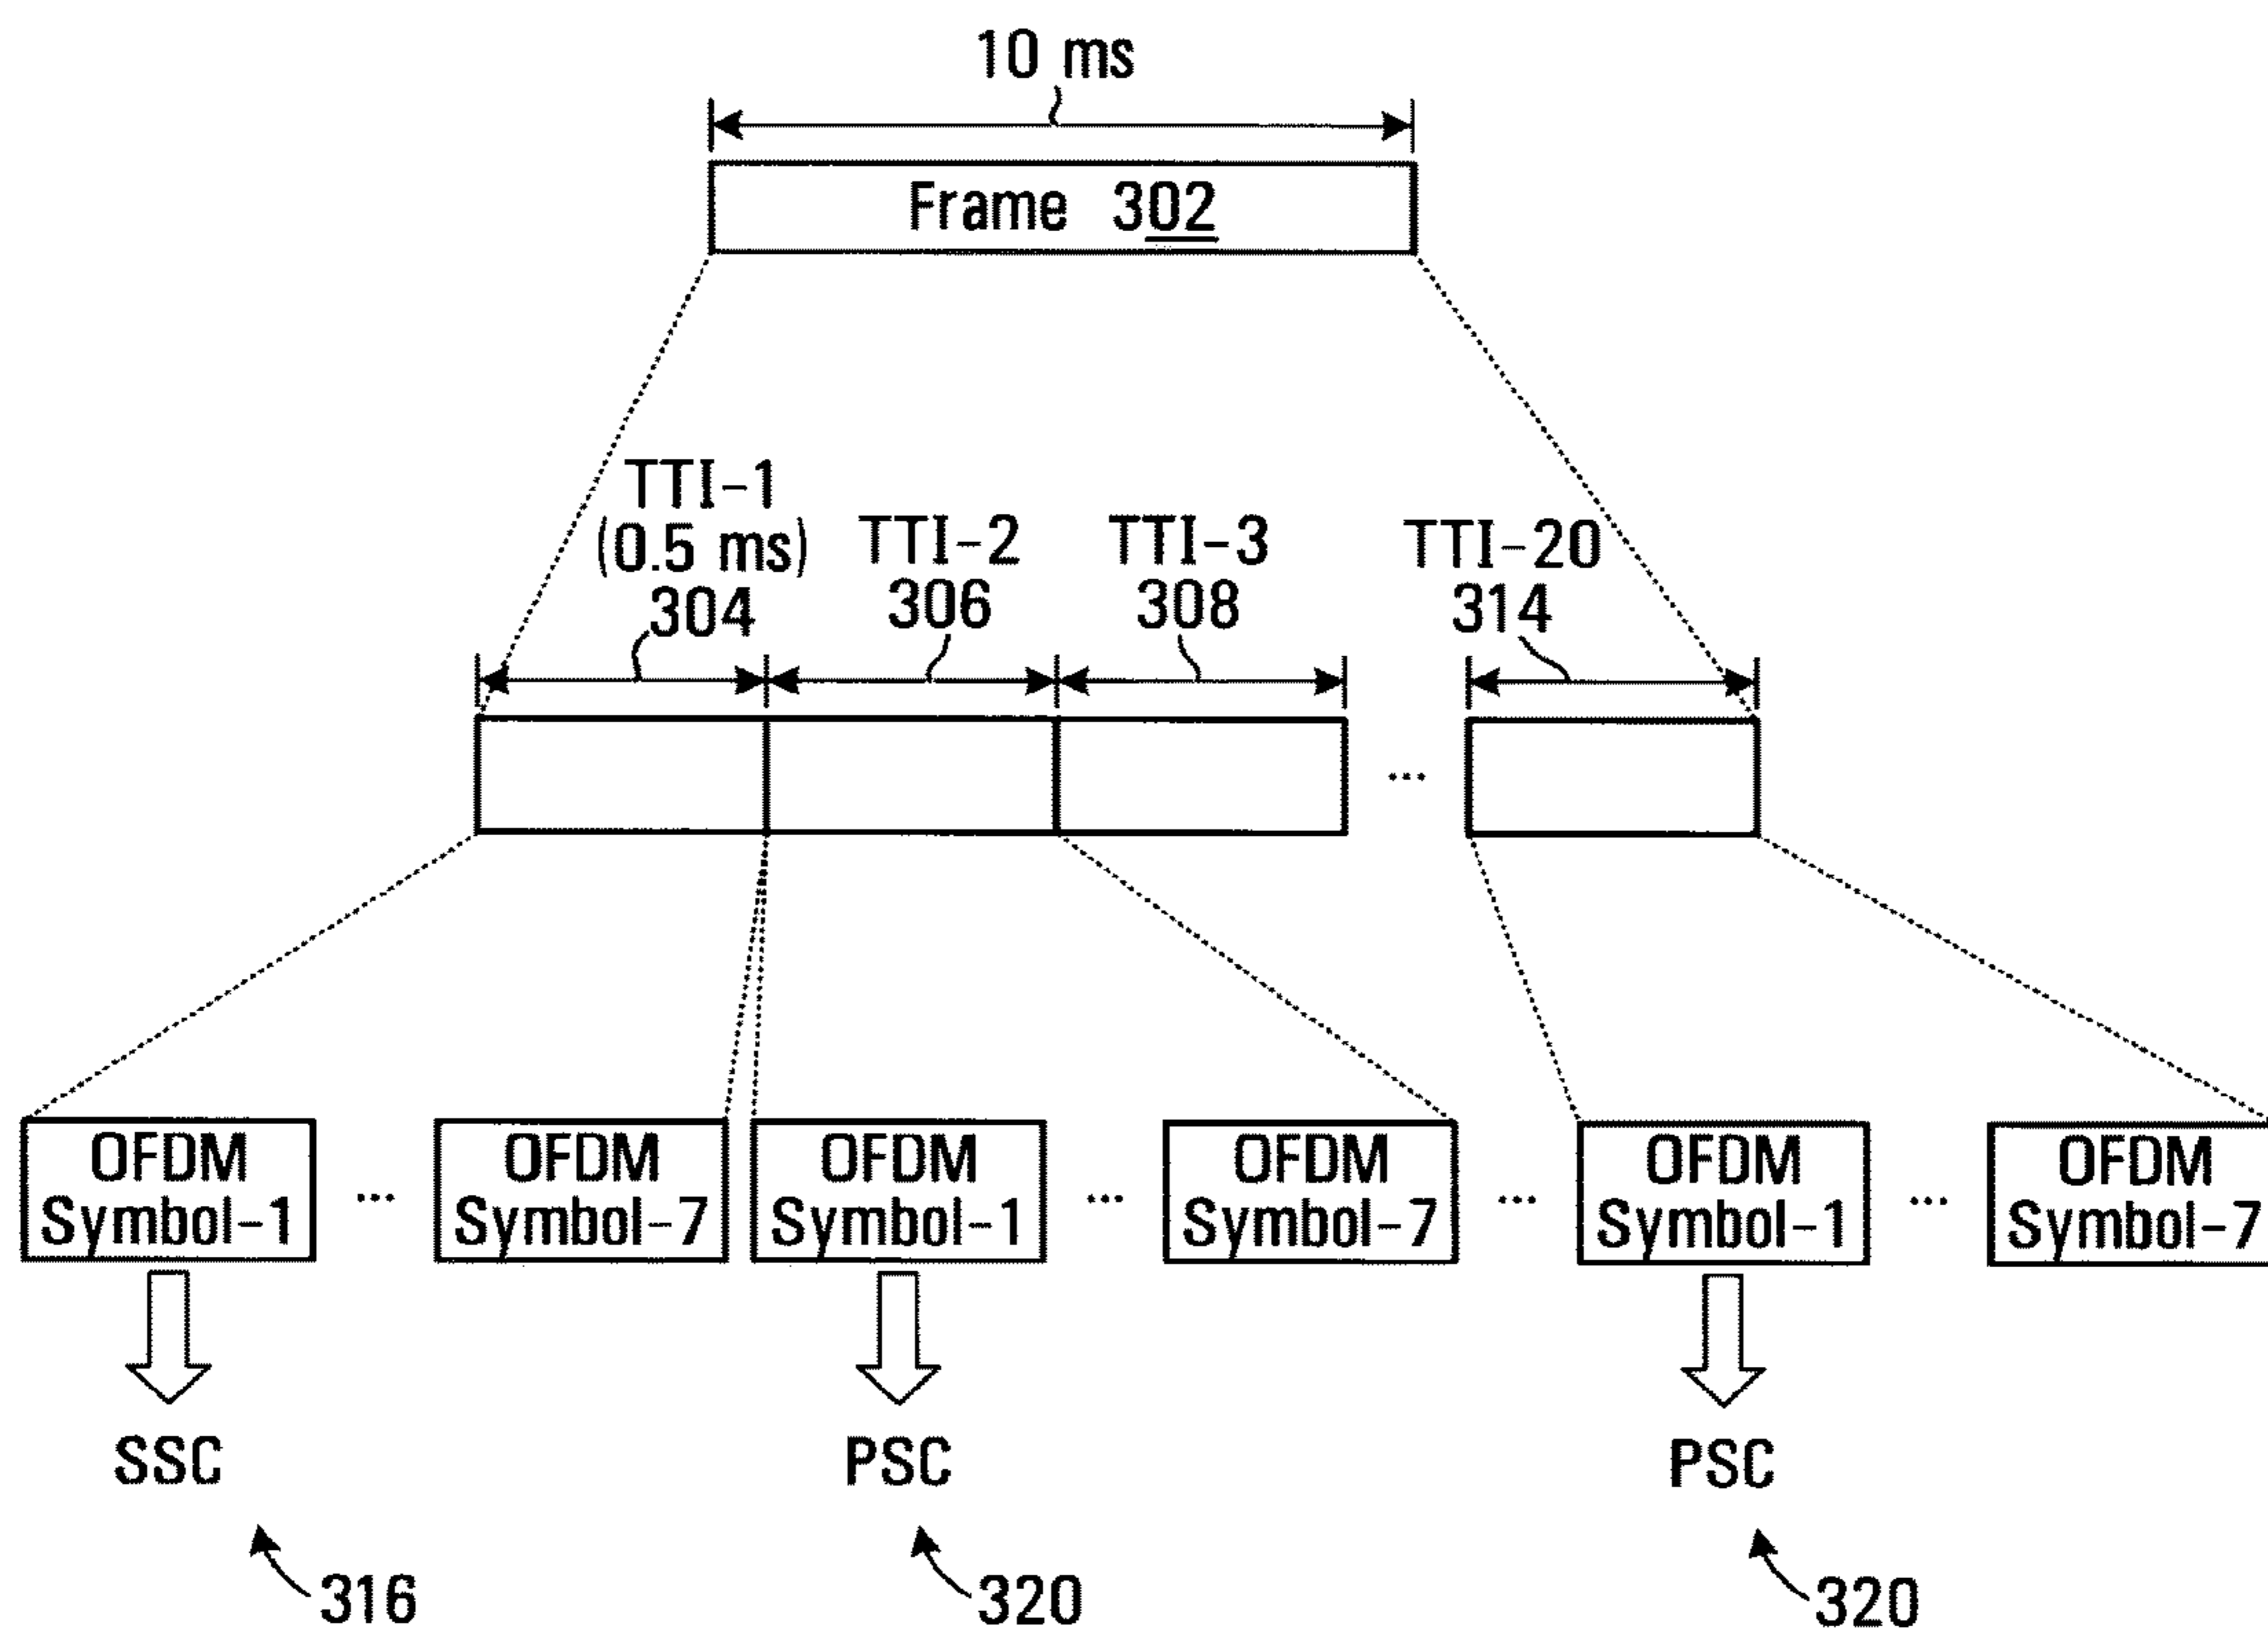 10 ms
Frame 302
TTI-1
(0.5 ms)
304
TTI-2
306
TTI-3
308
TTI-20
314
...
OFDM
Symbol-1
...
OFDM
Symbol-7
OFDM
Symbol-1
...
OFDM
Symbol-7
...
OFDM
Symbol-1
...
OFDM
Symbol-7
SSC
PSC
PSC
316
320
320